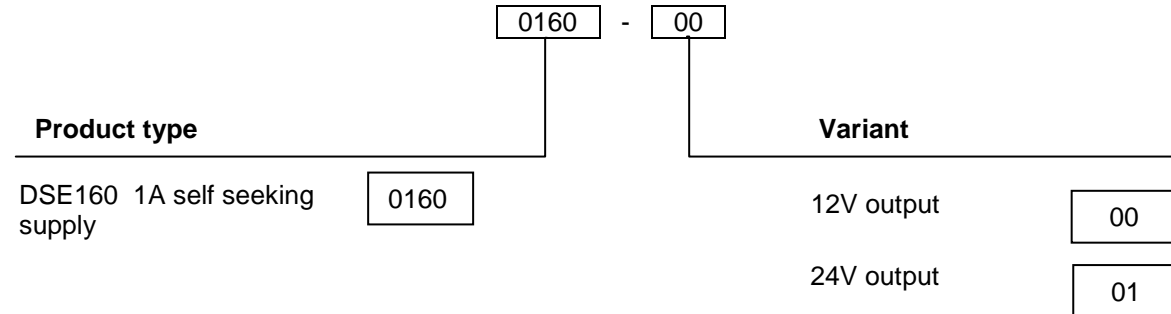 0160 - 00
Product type
Variant
DSE160 1A self seeking
supply
0160
12V output
00
24V output
01